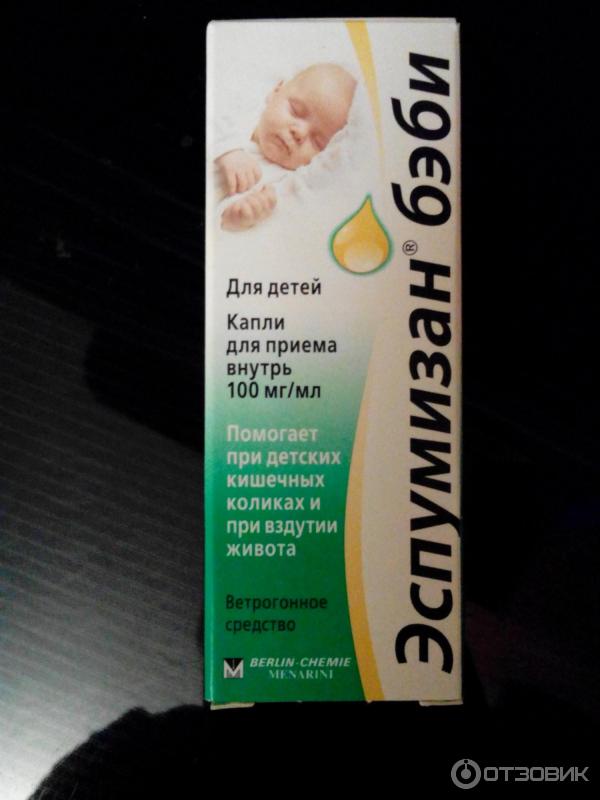 Эспумизан® бэби
Для детей
Капли
для приема
внутрь
100 мг/мл
Помогает
при детских
кишечных
коликах и
при вздутии
живота
Ветрогонное
средство
BERLIN-CHEMIE
MENARINI
ОТЗОВИК